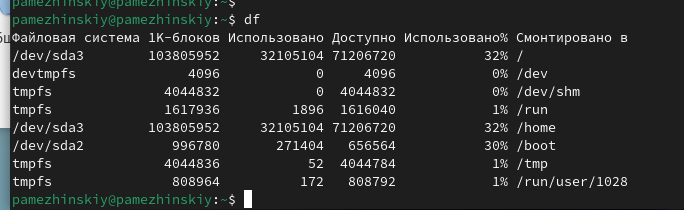 pamezhinskiy@pamezhinskiy:~$
pamezhinskiy@pamezhinskiy:~$ df
Файловая система 1K-блоков Использовано Доступно Использовано% Смонтировано в
/dev/sda3 103805952 32105104 71206720 32% /
devtmpfs 4096 0 4096 0% /dev
tmpfs 4044832 0 4044832 0% /dev/shm
tmpfs 1617936 1896 1616040 1% /run
/dev/sda3 103805952 32105104 71206720 32% /home
/dev/sda2 996780 271404 656564 30% /boot
tmpfs 4044836 52 4044784 1% /tmp
tmpfs 808964 172 808792 1% /run/user/1028
pamezhinskiy@pamezhinskiy:~$